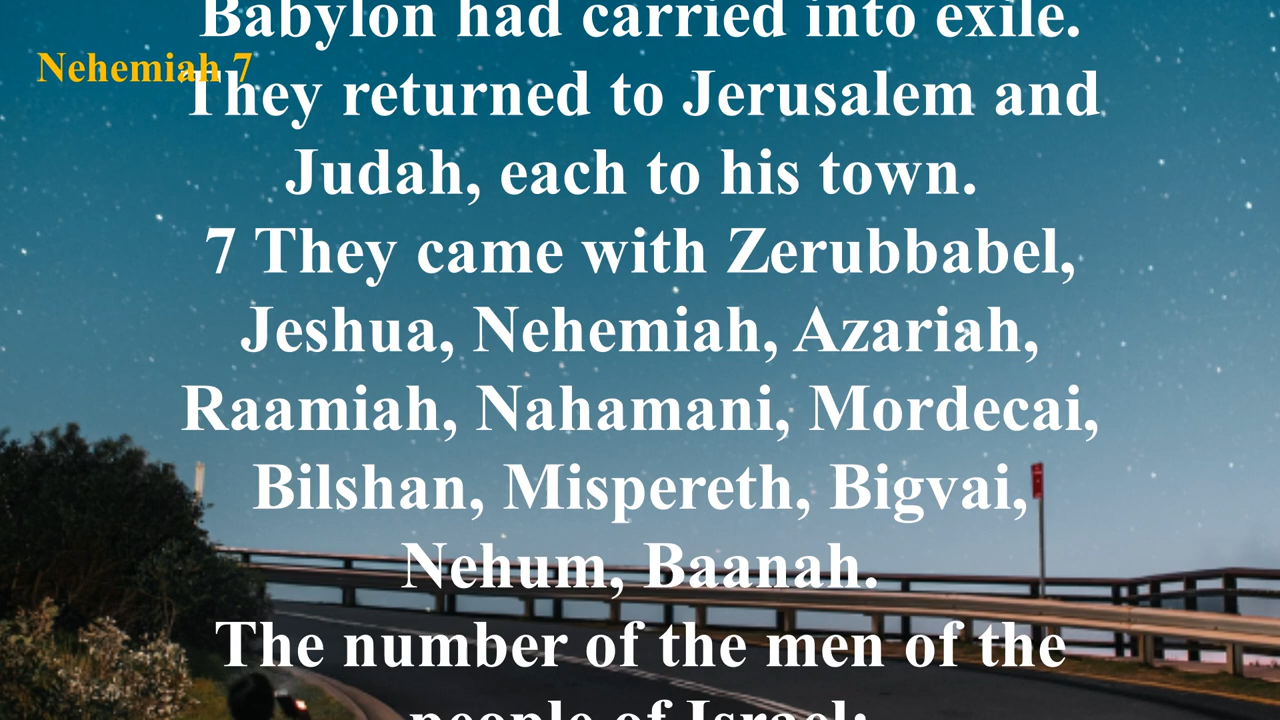 Babylon had carried into exile.
Nehemiah 7
They returned to Jerusalem and
Judah, each to his town.
7 They came with Zerubbabel,
Jeshua, Nehemiah, Azariah,
Raamiah, Nahamani, Mordecai,
Bilshan, Mispereth, Bigvai,
Nehum, Baanah.
The number of the men of the
people of Israel: